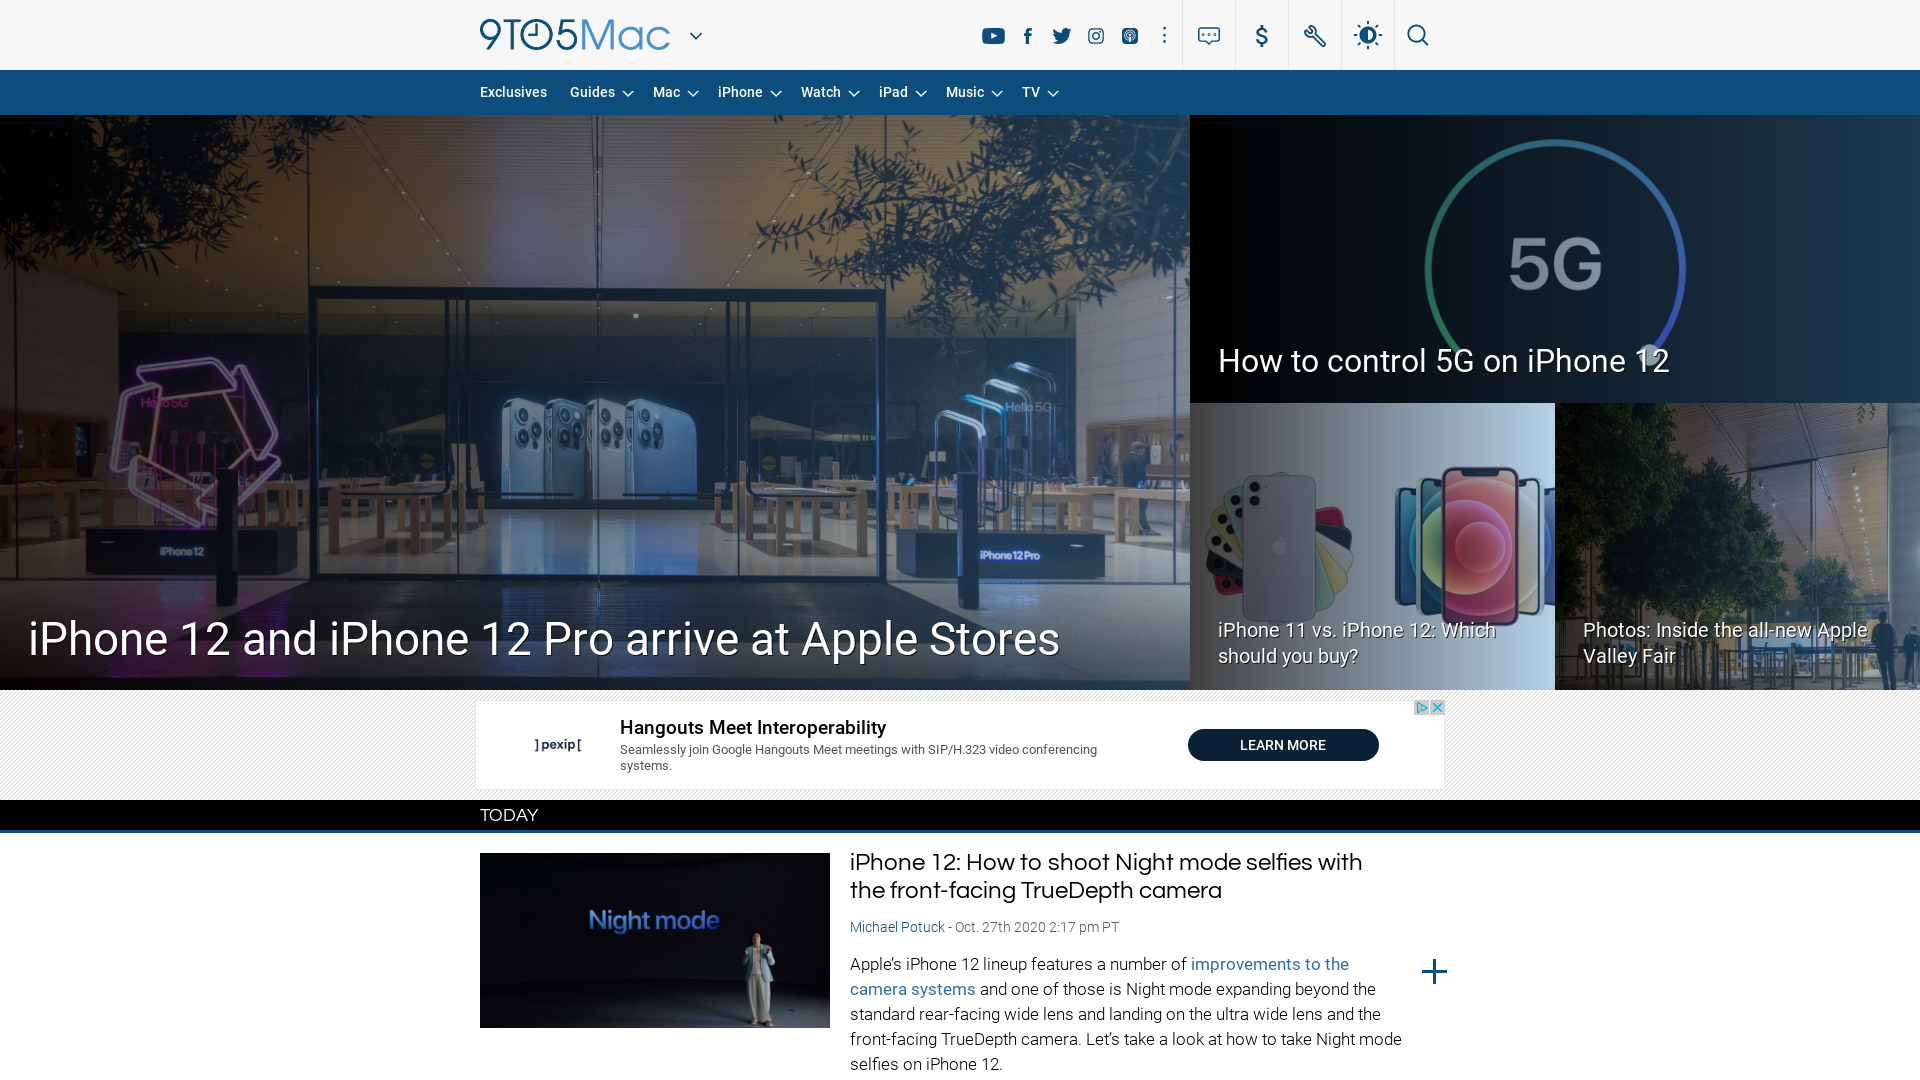 9TO5Mac
Exclusives Guides Mac iPhone Watch iPad Music TV
Hello 5G
Hello 5G
iPhone 12
iPhone 12 Pro
iPhone 12 and iPhone 12 Pro arrive at Apple Stores
5G
How to control 5G on iPhone 12
iPhone 11 vs. iPhone 12: Which
should you buy?
Photos: Inside the all-new Apple
Valley Fair
]pexip[
Hangouts Meet Interoperability
Seamlessly join Google Hangouts Meet meetings with SIP/H.323 video conferencing
systems.
LEARN MORE
TODAY
Night mode
iPhone 12: How to shoot Night mode selfies with
the front-facing TrueDepth camera
Michael Potuck - Oct. 27th 2020 2:17 pm PT
Apple’s iPhone 12 lineup features a number of improvements to the
camera systems and one of those is Night mode expanding beyond the
standard rear-facing wide lens and landing on the ultra wide lens and the
front-facing TrueDepth camera. Let’s take a look at how to take Night mode
selfies on iPhone 12.